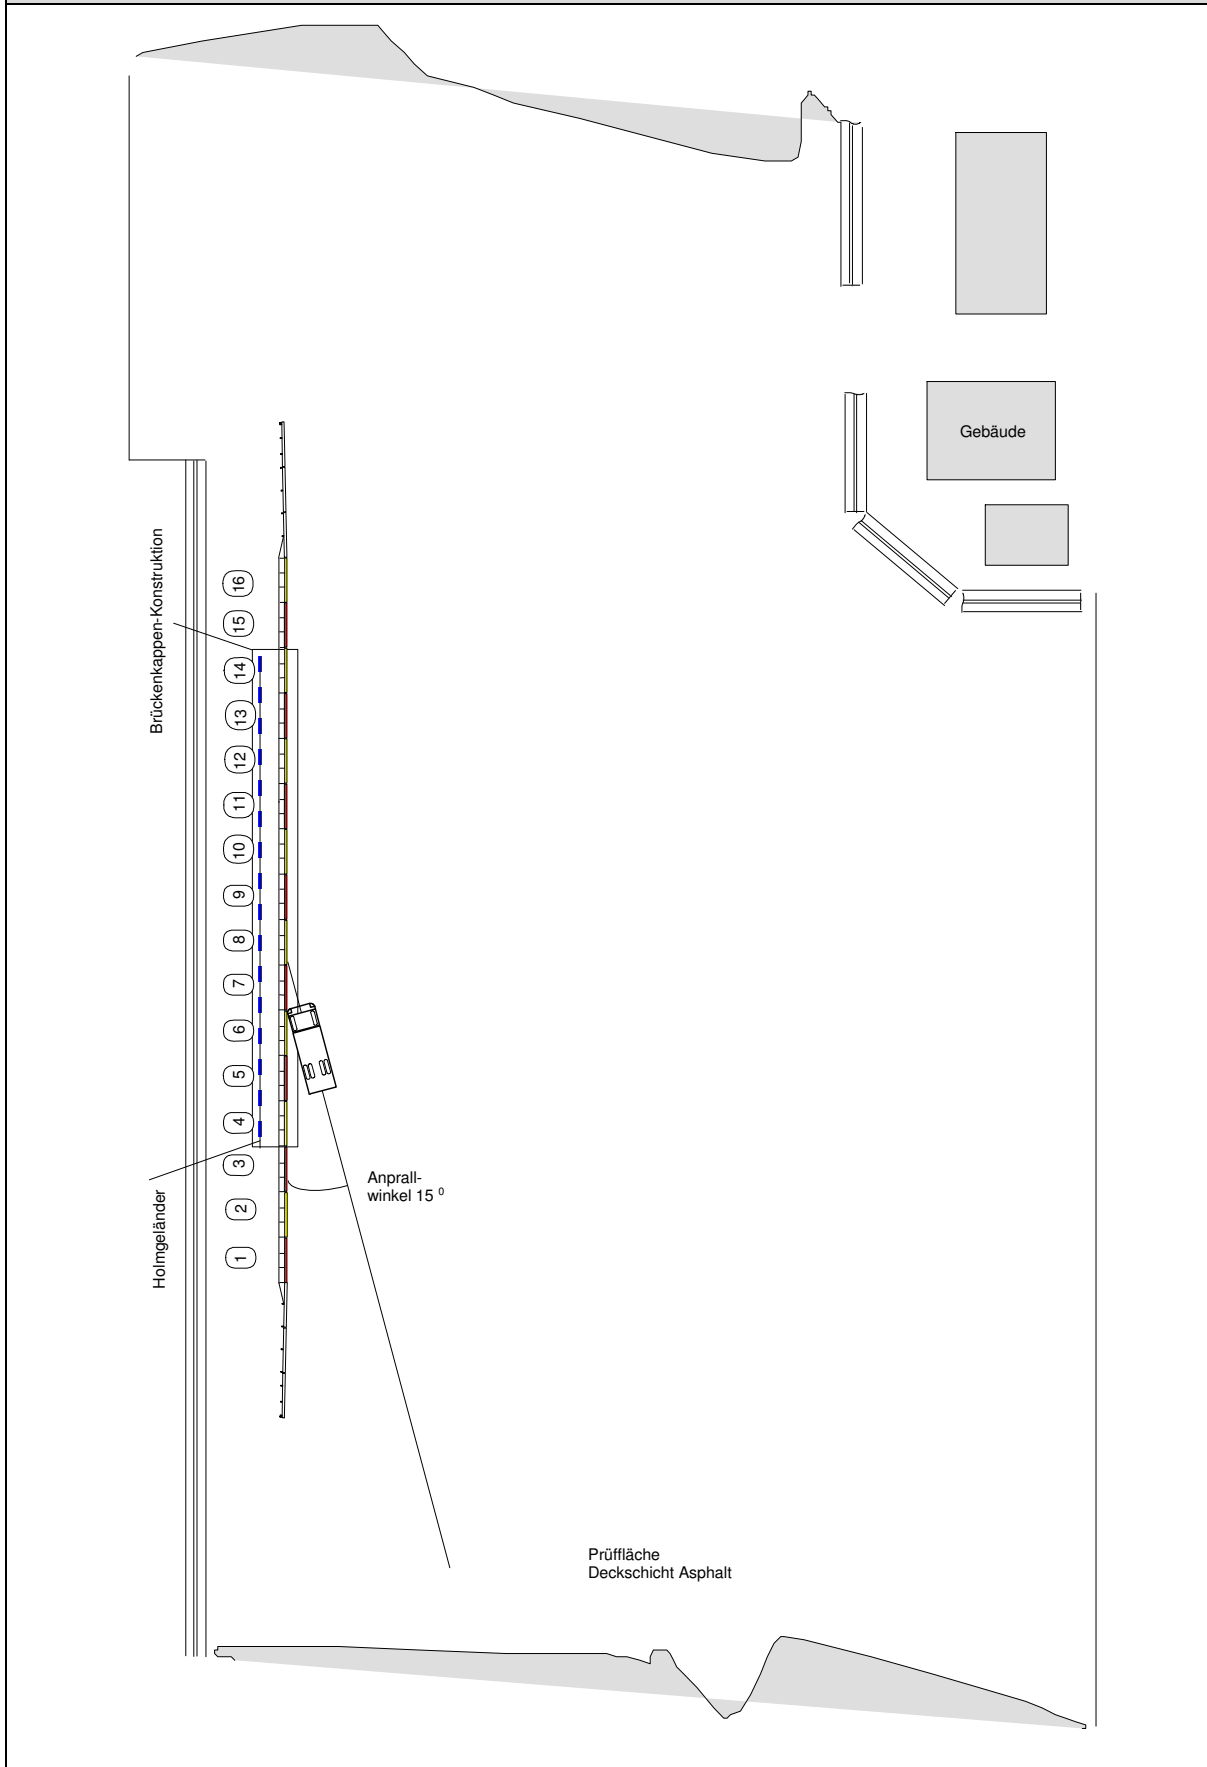 Gebäude
Brückenkappen-Konstruktion
16
15
14
13
12
11
10
9
8
7
6
5
4
3
2
1
Holmgeländer
Anprall-
winkel 15 ⁰
Prüffläche
Deckschicht Asphalt